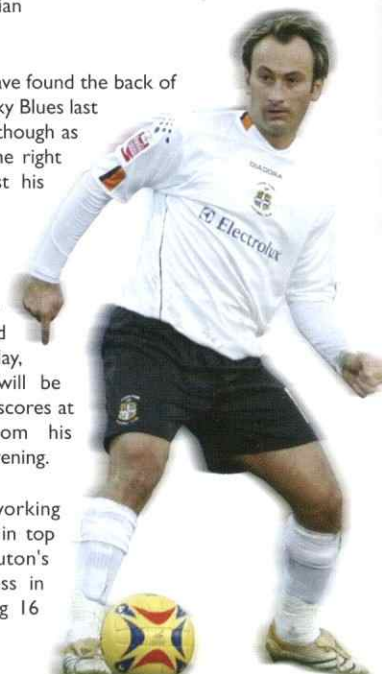 ian
ave found the back of
ky Blues last
though as
he right
st his
d
ay,
will be
scores at
om his
ening.
working
in top
uton's
ss in
g 16
DIADORA
Electrolux